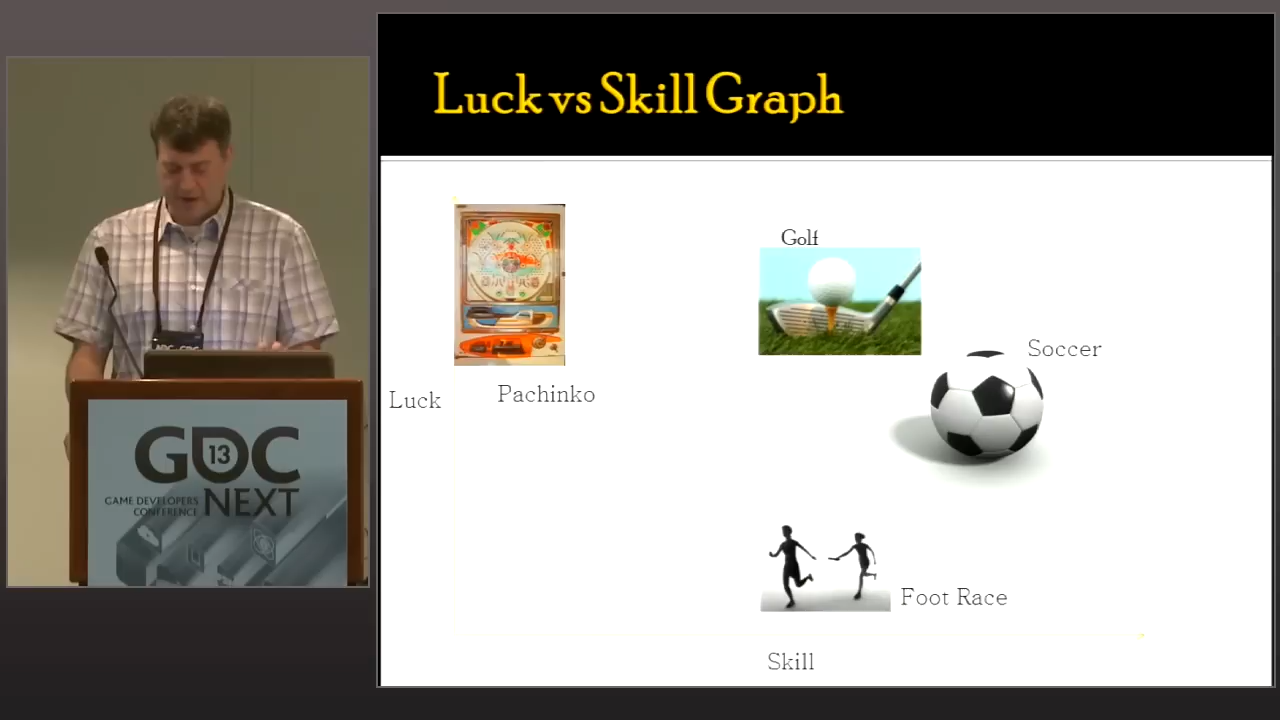 Luck vs Skill Graph
Golf
Soccer
Luck
Pachinko
Foot Race
Skill
GDC
13
GAME DEVELOPERS
CONFERENCE
NEXT